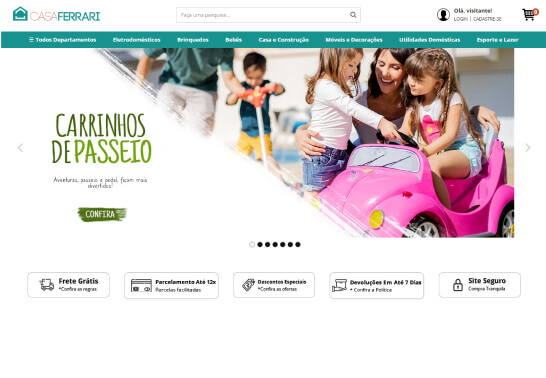 CASAFERRARI
Faça uma pesquisa...
Olá, visitante!
LOGIN | CADASTRE-SE
0
☰ Todos Departamentos Eletrodomésticos Brinquedos Bebês Casa e Construção Móveis e Decorações Utilidades Domésticas Esporte e Lazer
CARRINHOS
DE PASSEIO
Aventuras, passeio e pedal, ficam mais
divertidos!
CONFIRA
Frete Grátis
*Confira as regras
Parcelamento Até 12x
Parcelas facilitadas
Descontos Especiais
*Confira as ofertas
Devoluções Em Até 7 Dias
* Confira a Política
Site Seguro
Compra Tranquila